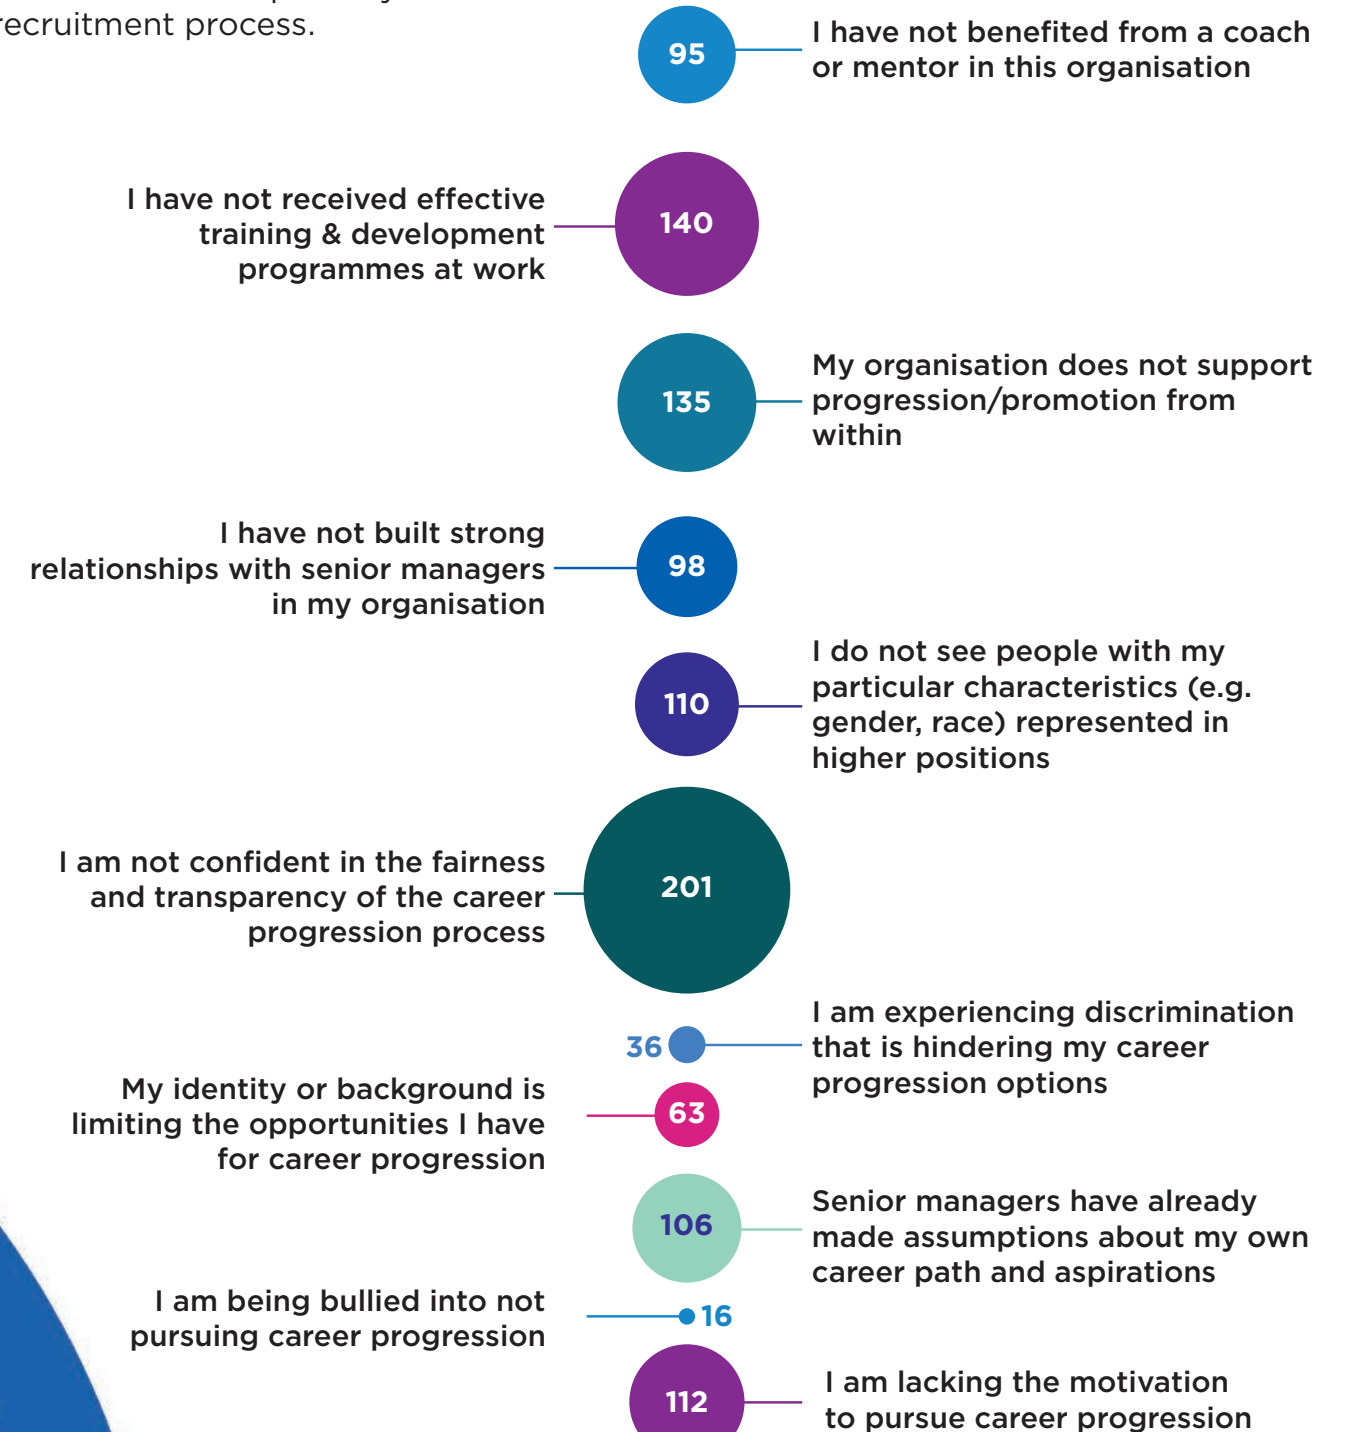 recruitment process.
95
I have not benefited from a coach
or mentor in this organisation
I have not received effective
training & development
programmes at work
140
135
My organisation does not support
progression/promotion from
within
I have not built strong
relationships with senior managers
in my organisation
98
110
I do not see people with my
particular characteristics (e.g.
gender, race) represented in
higher positions
I am not confident in the fairness
and transparency of the career
progression process
201
36
I am experiencing discrimination
that is hindering my career
progression options
My identity or background is
limiting the opportunities I have
for career progression
63
106
Senior managers have already
made assumptions about my own
career path and aspirations
I am being bullied into not
pursuing career progression
16
112
I am lacking the motivation
to pursue career progression